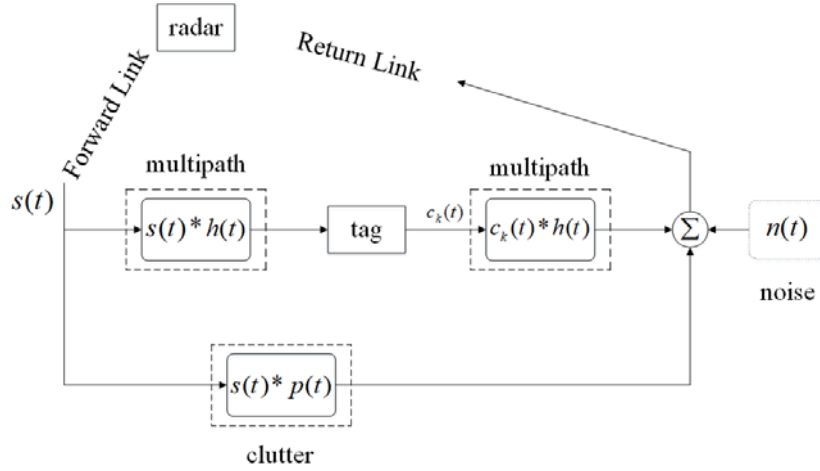 radar
Return Link
Forward Link
s(t)
multipath
s(t) * h(t)
tag
c_k(t)
multipath
c_k(t) * h(t)
Σ
n(t)
noise
s(t) * p(t)
clutter